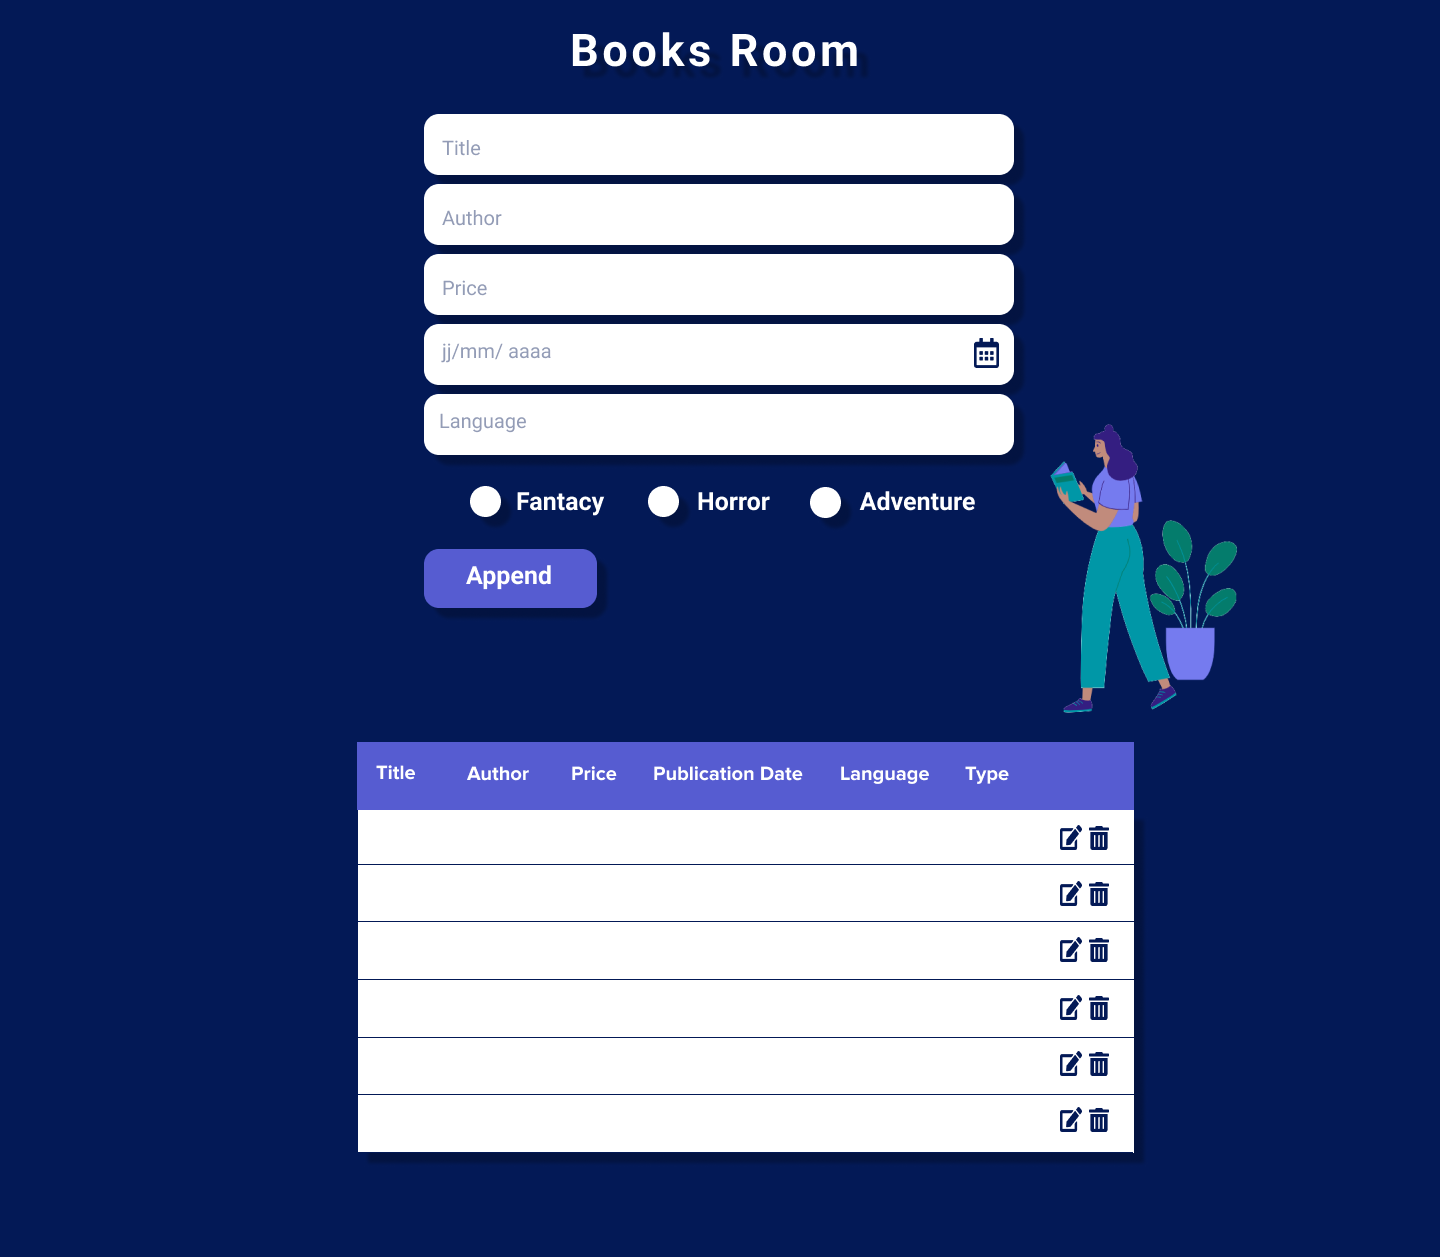 Books Room
Title
Author
Price
jj/mm/ aaaa
Language
Fantacy Horror Adventure
Append
Title Author Price Publication Date Language Type